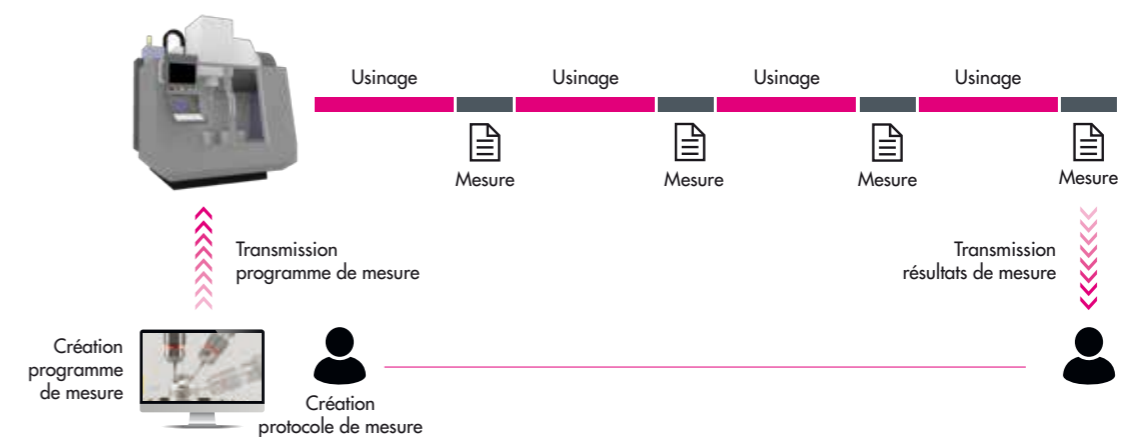 Usinage
Usinage
Usinage
Usinage
Mesure
Mesure
Mesure
Mesure
Transmission
programme de mesure
Transmission
résultats de mesure
Création
programme
de mesure
Création
protocole de mesure